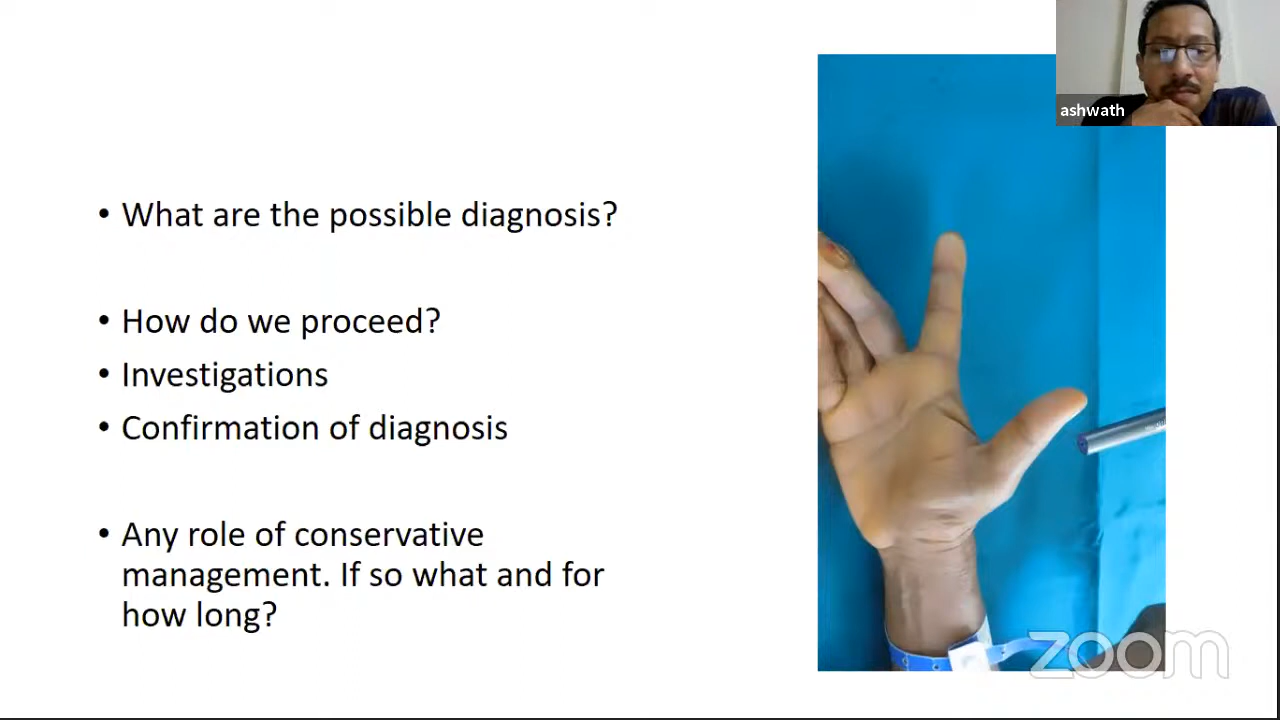 ashwath
• What are the possible diagnosis?
• How do we proceed?
• Investigations
• Confirmation of diagnosis
• Any role of conservative
management. If so what and for
how long?
zoom